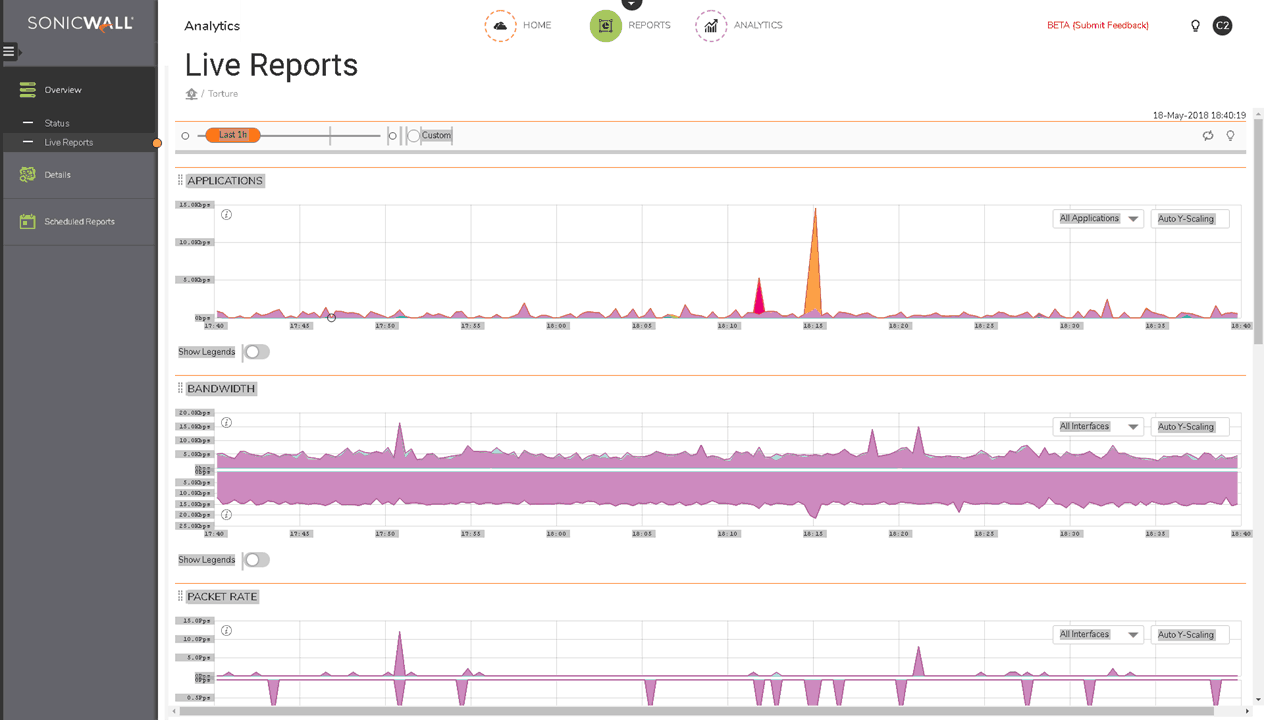 SONICWALL
Analytics
HOME
REPORTS
ANALYTICS
BETA (Submit Feedback)
C2
Live Reports
/ Torture
Overview
Status
Live Reports
Details
Scheduled Reports
18-May-2018 18:40:19
Last 1h
Custom
APPLICATIONS
15.0Kbps
10.0Kbps
5.0Kbps
0bps
All Applications
Auto Y-Scaling
17:40 17:45 17:50 17:55 18:00 18:05 18:10 18:15 18:20 18:25 18:30 18:35 18:40
Show Legends
BANDWIDTH
20.0Kbps
15.0Kbps
10.0Kbps
5.0Kbps
0bps
0bps
5.0Kbps
10.0Kbps
15.0Kbps
20.0Kbps
25.0Kbps
All Interfaces
Auto Y-Scaling
17:40 17:45 17:50 17:55 18:00 18:05 18:10 18:15 18:20 18:25 18:30 18:35 18:40
Show Legends
PACKET RATE
15.0Pps
10.0Pps
5.0Pps
0Pps
0Pps
0.5Pps
All Interfaces
Auto Y-Scaling